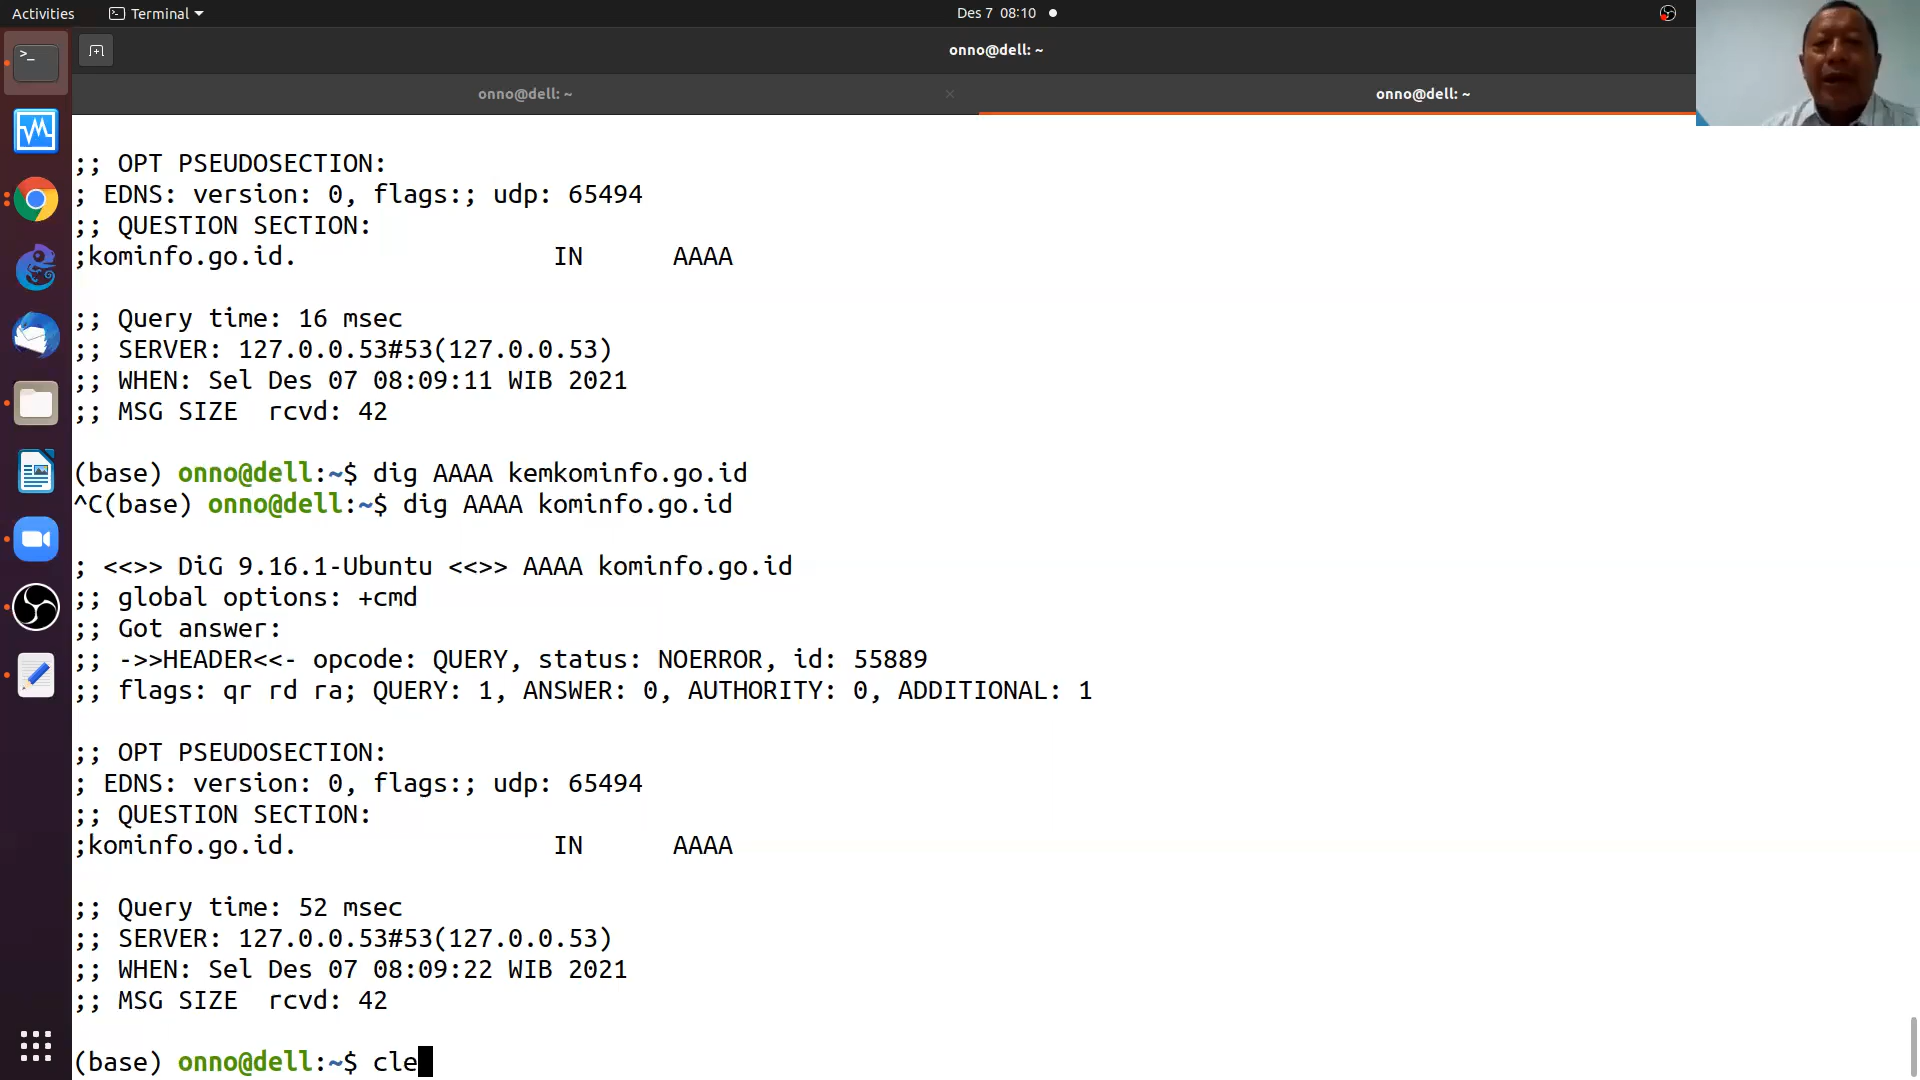 Activities
Terminal
Des 7 08:10
onno@dell: ~
onno@dell: ~
onno@dell: ~
;; OPT PSEUDOSECTION:
; EDNS: version: 0, flags:; udp: 65494
;; QUESTION SECTION:
;kominfo.go.id. IN AAAA
;; Query time: 16 msec
;; SERVER: 127.0.0.53#53(127.0.0.53)
;; WHEN: Sel Des 07 08:09:11 WIB 2021
;; MSG SIZE rcvd: 42
(base) onno@dell:~$ dig AAAA kemkominfo.go.id
^C(base) onno@dell:~$ dig AAAA kominfo.go.id
; <<>> DiG 9.16.1-Ubuntu <<>> AAAA kominfo.go.id
;; global options: +cmd
;; Got answer:
;; ->>HEADER<<- opcode: QUERY, status: NOERROR, id: 55889
;; flags: qr rd ra; QUERY: 1, ANSWER: 0, AUTHORITY: 0, ADDITIONAL: 1
;; OPT PSEUDOSECTION:
; EDNS: version: 0, flags:; udp: 65494
;; QUESTION SECTION:
;kominfo.go.id. IN AAAA
;; Query time: 52 msec
;; SERVER: 127.0.0.53#53(127.0.0.53)
;; WHEN: Sel Des 07 08:09:22 WIB 2021
;; MSG SIZE rcvd: 42
(base) onno@dell:~$ cle